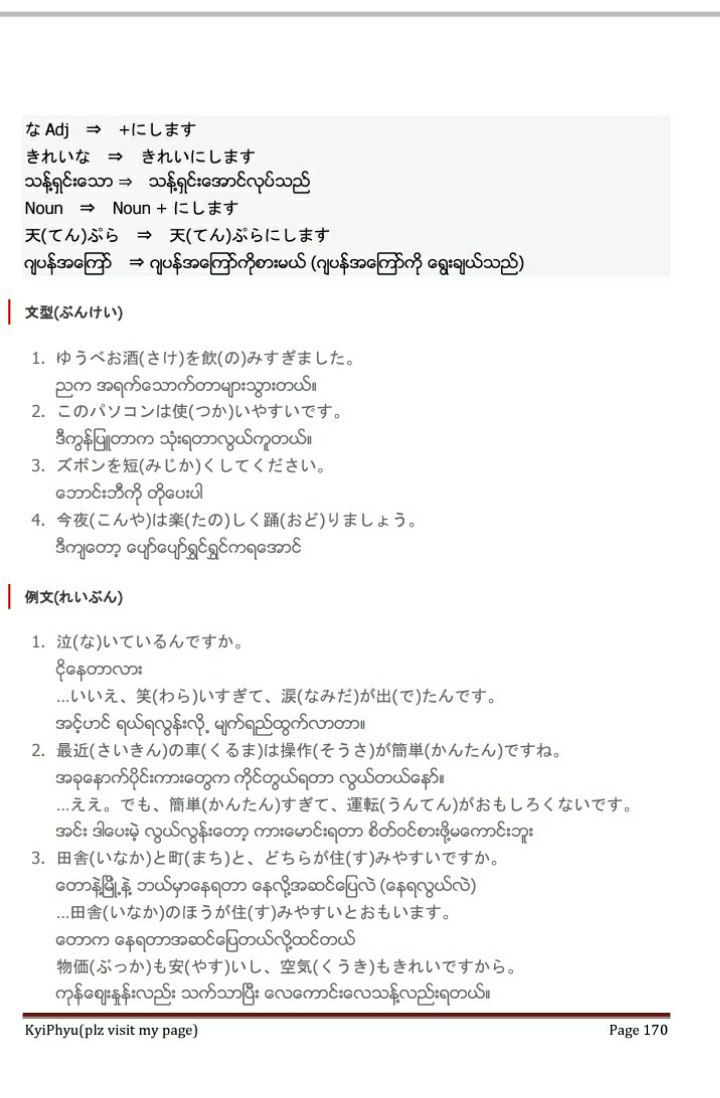 な Adj ⇒ +にします
きれいな ⇒ きれいにします
သန့်ရှင်းသော ⇒ သန့်ရှင်းအောင်လုပ်သည်
Noun ⇒ Noun + にします
天(てん)ぷら ⇒ 天(てん)ぷらにします
ဂျပန်အကြော် ⇒ ဂျပန်အကြော်ကိုစားမယ် (ဂျပန်အကြော်ကို ရွေးချယ်သည်)
文型(ぶんけい)
1. ゆうべお酒(さけ)を飲(の)みすぎました。
ညက အရက်သောက်တာများသွားတယ်။
2. このパソコンは使(つか)いやすいです。
ဒီကွန်ပြူတာက သုံးရတာလွယ်ကူတယ်။
3. ズボンを短(みじか)くしてください。
ဘောင်းဘီကို တိုပေးပါ
4. 今夜(こんや)は楽(たの)しく踊(おど)りましょう。
ဒီကျတော့ ပျော်ပျော်ရွှင်ရွှင်ကရအောင်
例文(れいぶん)
1. 泣(な)いているんですか。
ငိုနေတာလား
…いいえ、笑(わら)いすぎて、涙(なみだ)が出(で)たんです。
အင့်ဟင် ရယ်ရလွန်းလို့ မျက်ရည်ထွက်လာတာ။
2. 最近(さいきん)の車(くるま)は操作(そうさ)が簡単(かんたん)ですね。
အခုနောက်ပိုင်းကားတွေက ကိုင်တွယ်ရတာ လွယ်တယ်နော်။
…ええ。でも、簡単(かんたん)すぎて、運転(うんてん)がおもしろくないです。
အင်း ဒါပေးမဲ့ လွယ်လွန်းတော့ ကားမောင်းရတာ စိတ်ဝင်စားဖို့မကောင်းဘူး
3. 田舎(いなか)と町(まち)と、どちらが住(す)みやすいですか。
တောနဲ့မြို့နဲ့ ဘယ်မှာနေရတာ နေလို့အဆင်ပြေလဲ (နေရလွယ်လဲ)
…田舎(いなか)のほうが住(す)みやすいとおもいます。
တောက နေရတာအဆင်ပြေတယ်လို့ထင်တယ်
物価(ぶっか)も安(やす)いし、空気(くうき)もきれいですから。
ကုန်ဈေးနှုန်းလည်း သက်သာပြီး လေကောင်းလေသန့်လည်းရတယ်။
KyiPhyu(plz visit my page) Page 170